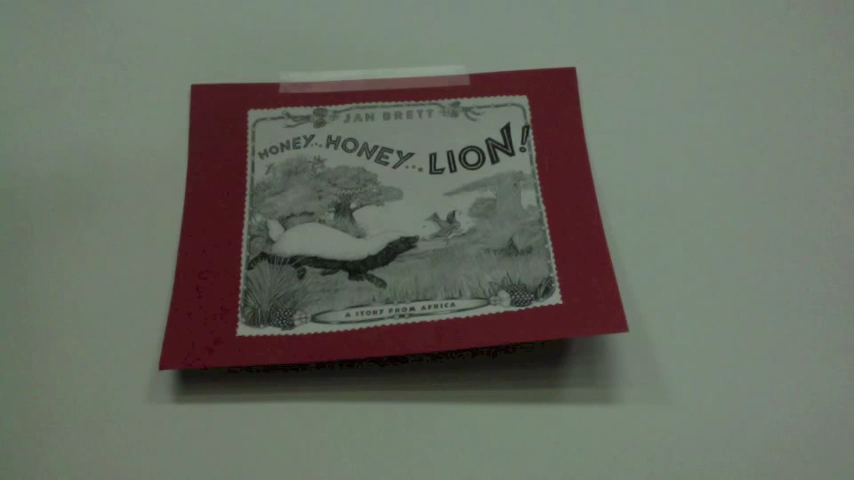 JAN BRETT
HONEY...HONEY...LION!
A STORY FROM AFRICA